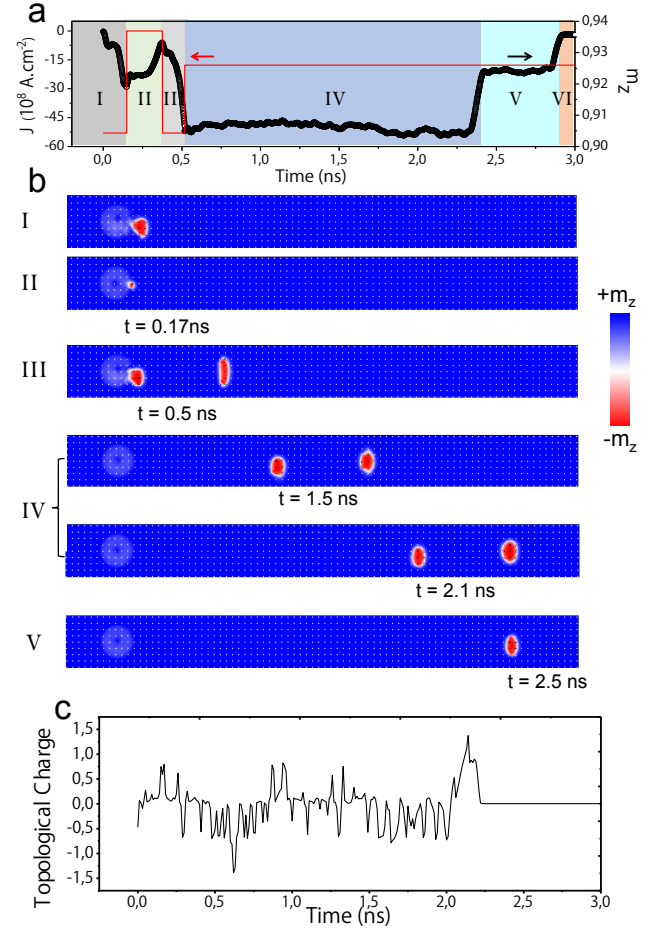 a
0
-15
-30
-45
-60
J (10⁸ A.cm⁻²)
I
II
II
IV
V
VI
0,94
0,93
0,92
0,91
0,90
m_z
0,0
0,5
1,0
1,5
2,0
2,5
3,0
Time (ns)
b
I
II
t = 0.17ns
III
t = 0.5 ns
IV
t = 1.5 ns
t = 2.1 ns
V
t = 2.5 ns
+m_z
-m_z
c
1,5
1,0
0,5
0,0
-0,5
-1,0
-1,5
Topological Charge
0,0
0,5
1,0
1,5
2,0
2,5
3,0
Time (ns)